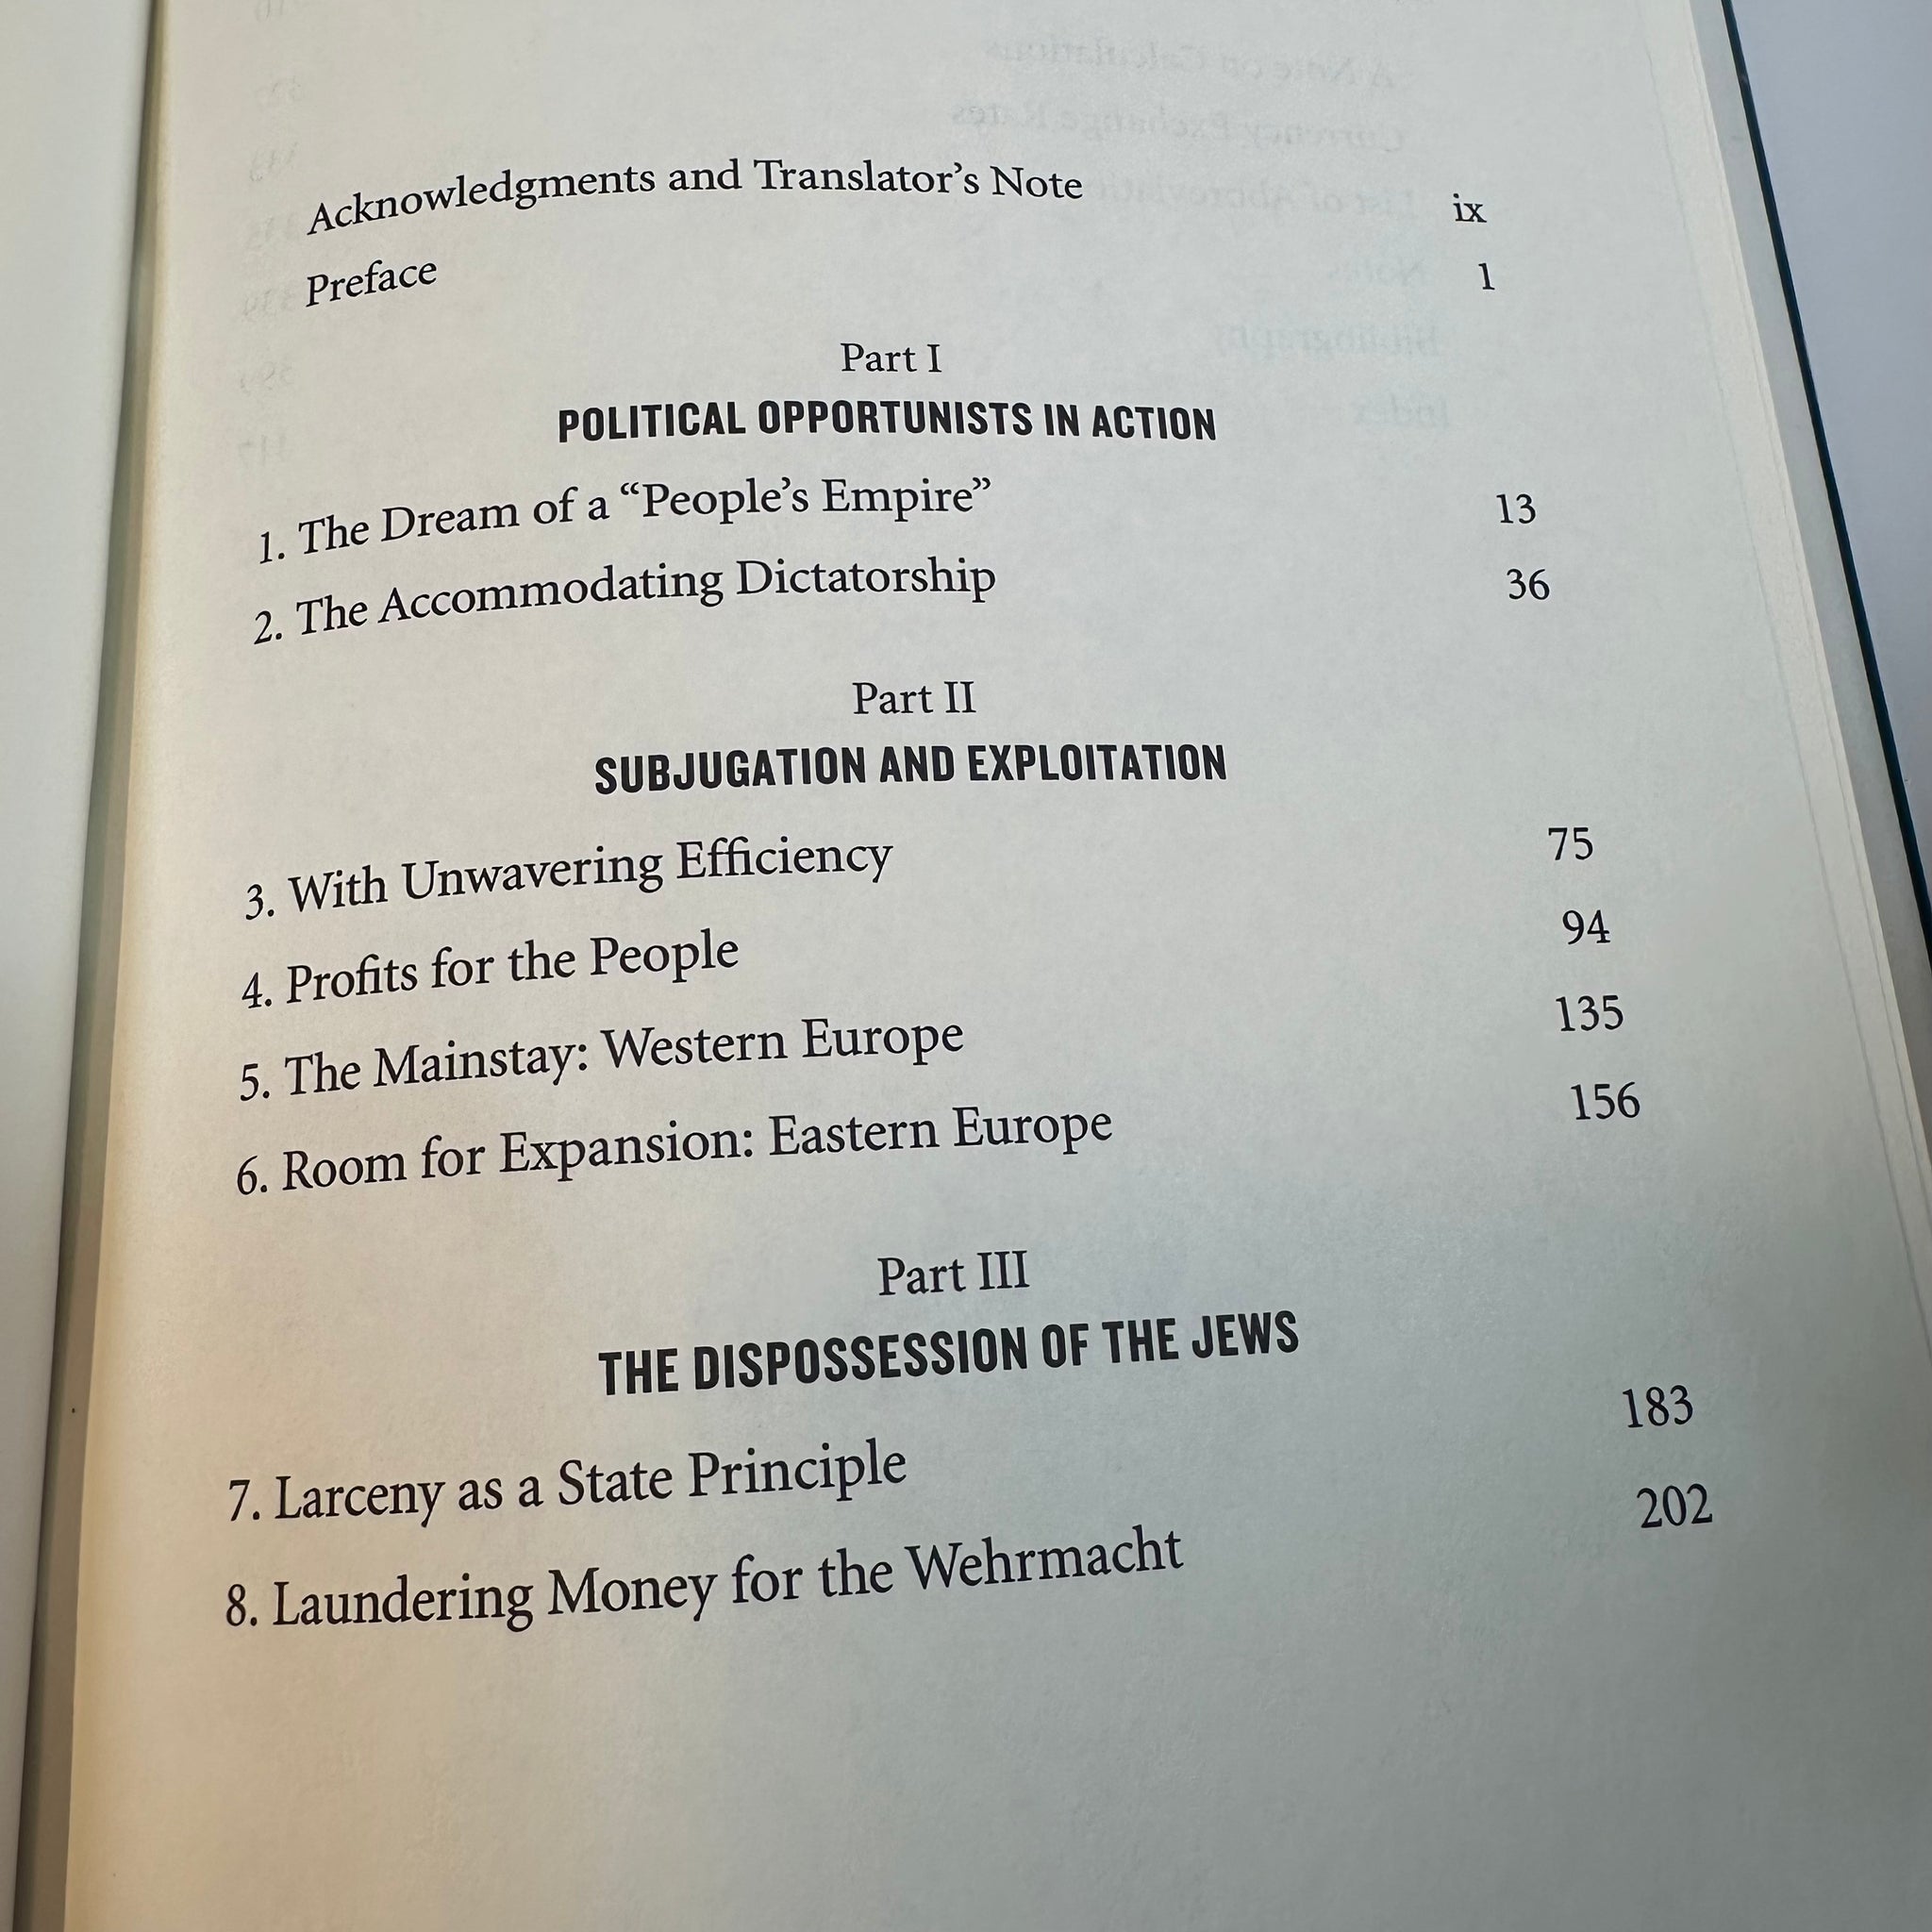 Acknowledgments and Translator’s Note ix
Preface 1
Part I
POLITICAL OPPORTUNISTS IN ACTION
1. The Dream of a “People’s Empire” 13
2. The Accommodating Dictatorship 36
Part II
SUBJUGATION AND EXPLOITATION
3. With Unwavering Efficiency 75
4. Profits for the People 94
5. The Mainstay: Western Europe 135
6. Room for Expansion: Eastern Europe 156
Part III
THE DISPOSSESSION OF THE JEWS
7. Larceny as a State Principle 183
8. Laundering Money for the Wehrmacht 202